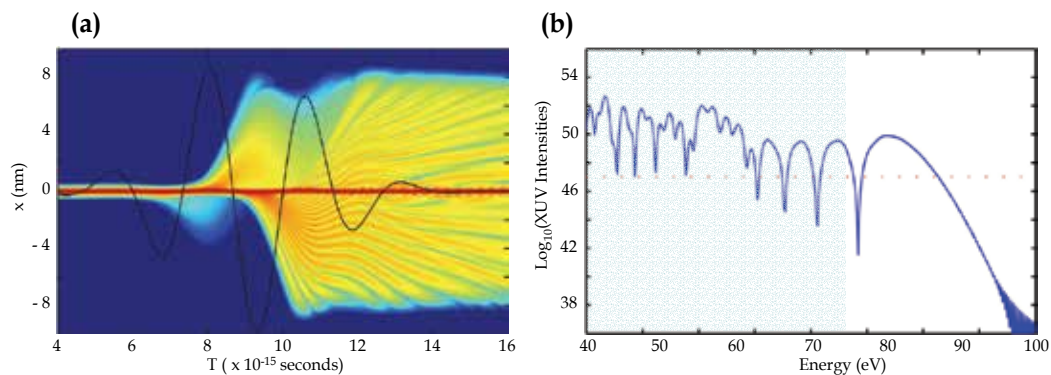 (a)
8
4
0
- 4
- 8
x (nm)
4 6 8 10 12 14 16
T ( x 10-15 seconds)
(b)
54
50
46
42
38
Log10(XUV Intensities)
40 50 60 70 80 90 100
Energy (eV)